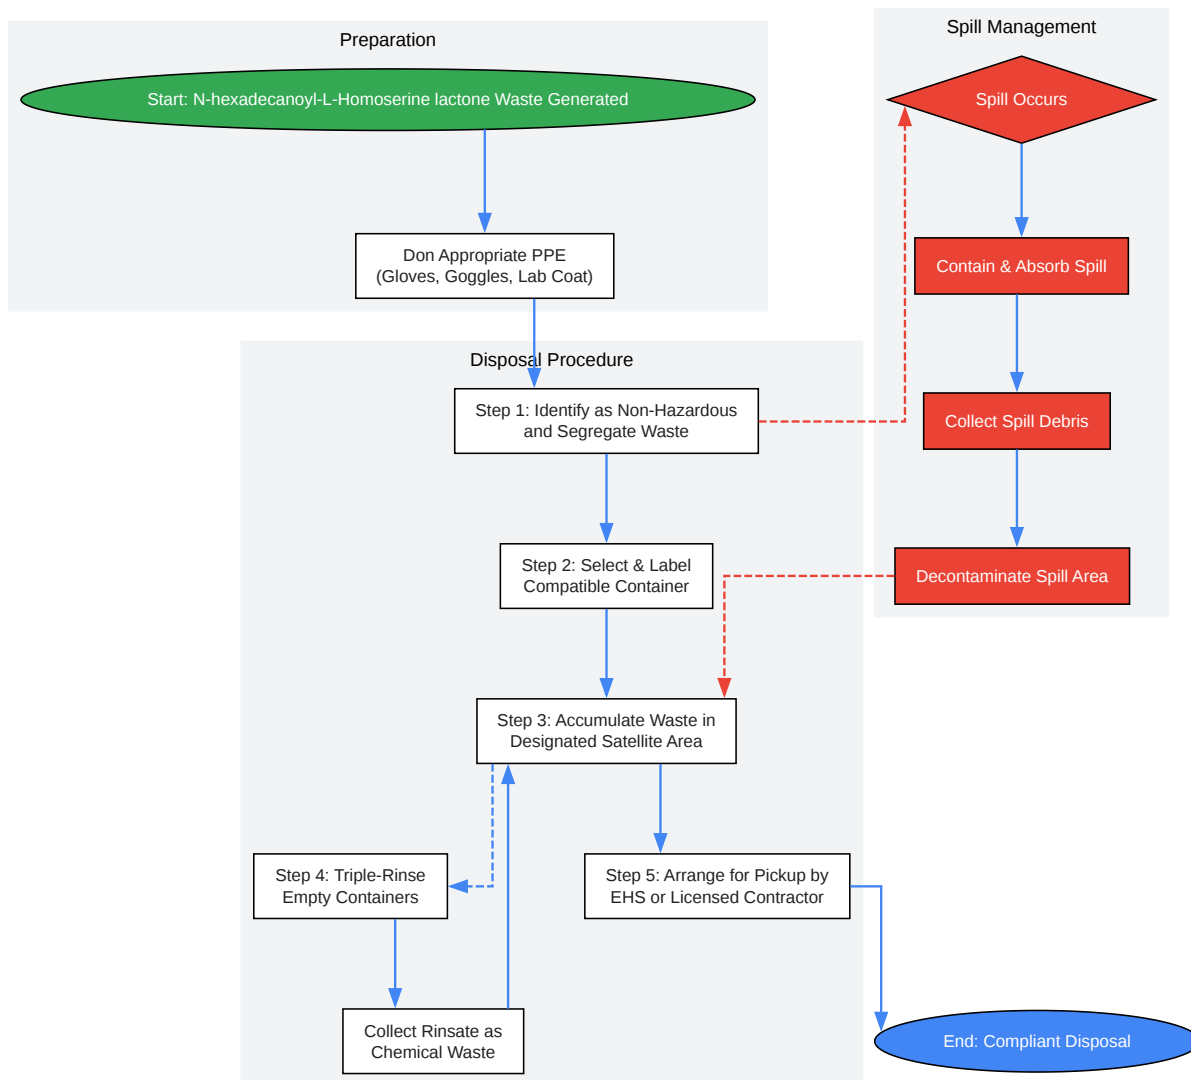 Preparation
Start: N-hexadecanoyl-L-Homoserine lactone Waste Generated
Don Appropriate PPE
(Gloves, Goggles, Lab Coat)
Disposal Procedure
Step 1: Identify as Non-Hazardous
and Segregate Waste
Step 2: Select & Label
Compatible Container
Step 3: Accumulate Waste in
Designated Satellite Area
Step 4: Triple-Rinse
Empty Containers
Step 5: Arrange for Pickup by
EHS or Licensed Contractor
Collect Rinsate as
Chemical Waste
Spill Management
Spill Occurs
Contain & Absorb Spill
Collect Spill Debris
Decontaminate Spill Area
End: Compliant Disposal